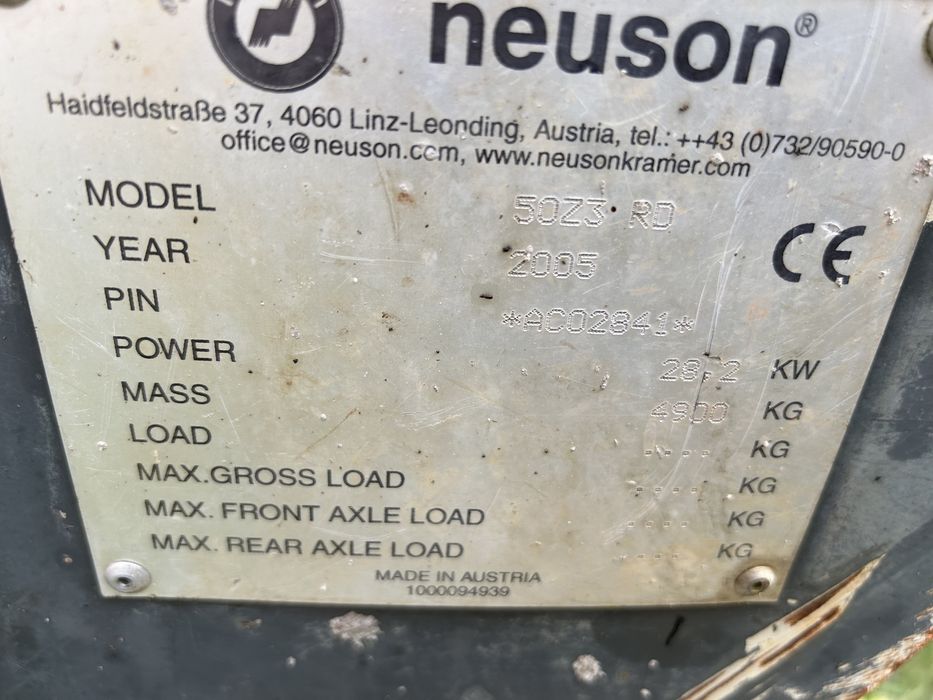 neuson®
Haidfeldstraße 37, 4060 Linz-Leonding, Austria, tel.: ++43 (0)732/90590-0
office@neuson.com, www.neusonkramer.com
MODEL 50Z3 RD
YEAR 2005
PIN *AC02841*
POWER 28,2 KW
MASS 4900 KG
LOAD .... KG
MAX.GROSS LOAD .... KG
MAX. FRONT AXLE LOAD .... KG
MAX. REAR AXLE LOAD .... KG
CE
MADE IN AUSTRIA
1000094939